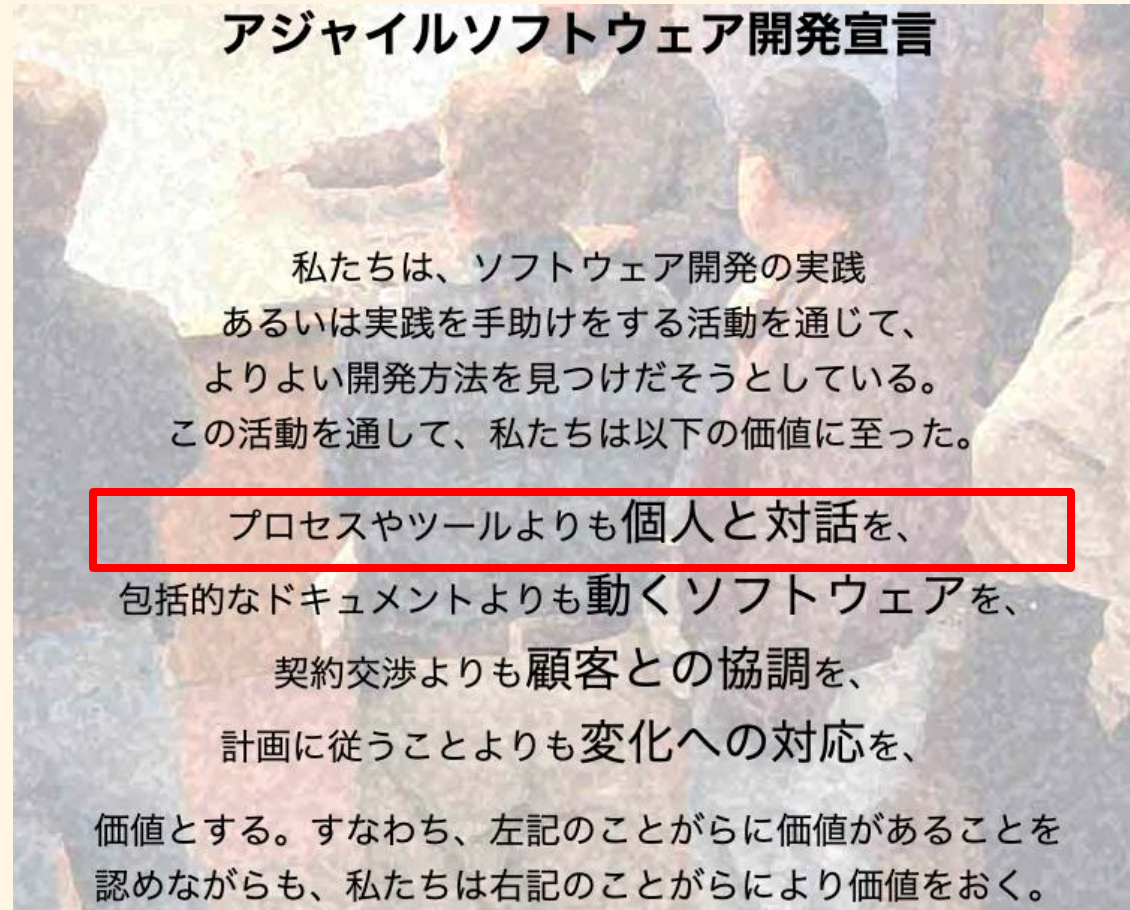 アジャイルソフトウェア開発宣言
私たちは、ソフトウェア開発の実践
あるいは実践を手助けをする活動を通じて、
よりよい開発方法を見つけだそうとしている。
この活動を通して、私たちは以下の価値に至った。
プロセスやツールよりも個人と対話を、
包括的なドキュメントよりも動くソフトウェアを、
契約交渉よりも顧客との協調を、
計画に従うことよりも変化への対応を、
価値とする。すなわち、左記のことがらに価値があることを
認めながらも、私たちは右記のことがらにより価値をおく。